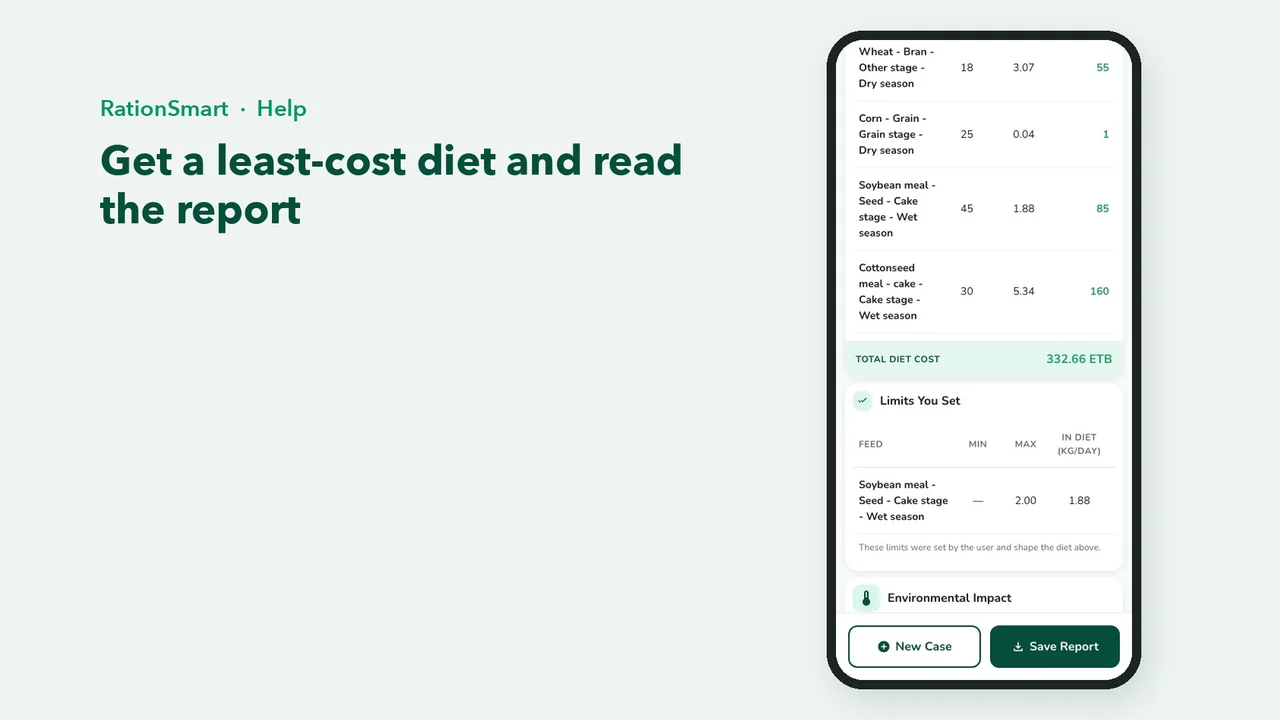 RationSmart · Help
Get a least-cost diet and read
the report
Wheat - Bran -
Other stage -
Dry season
18 3.07 55
Corn - Grain -
Grain stage -
Dry season
25 0.04 1
Soybean meal -
Seed - Cake
stage - Wet
season
45 1.88 85
Cottonseed
meal - cake -
Cake stage -
Wet season
30 5.34 160
TOTAL DIET COST 332.66 ETB
Limits You Set
FEED MIN MAX IN DIET
(KG/DAY)
Soybean meal -
Seed - Cake stage
- Wet season
— 2.00 1.88
These limits were set by the user and shape the diet above.
Environmental Impact
New Case
Save Report